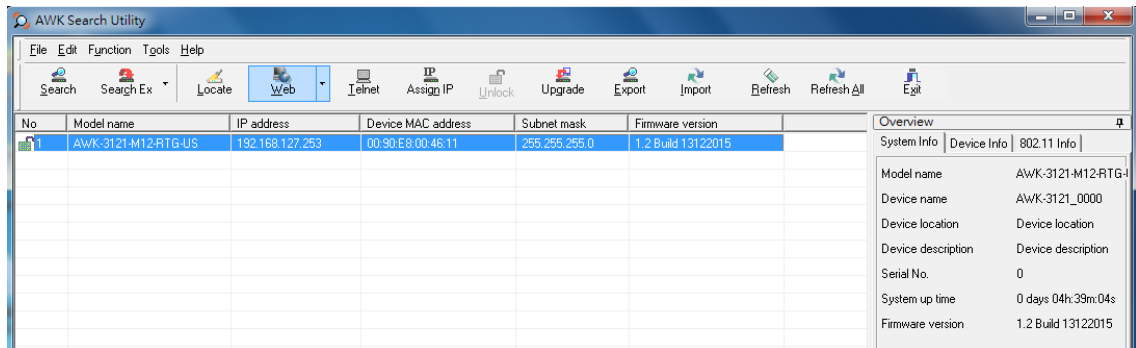 AWK Search Utility
File Edit Function Tools Help
Search Search Ex Locate Web Telnet Assign IP Unlock Upgrade Export Import Refresh Refresh All Exit
No Model name IP address Device MAC address Subnet mask Firmware version
1 AWK-3121-M12-RTG-US 192.168.127.253 00:90:E8:00:46:11 255.255.255.0 1.2 Build 13122015
Overview
System Info Device Info 802.11 Info
Model name AWK-3121-M12-RTG-
Device name AWK-3121_0000
Device location Device location
Device description Device description
Serial No. 0
System up time 0 days 04h:39m:04s
Firmware version 1.2 Build 13122015